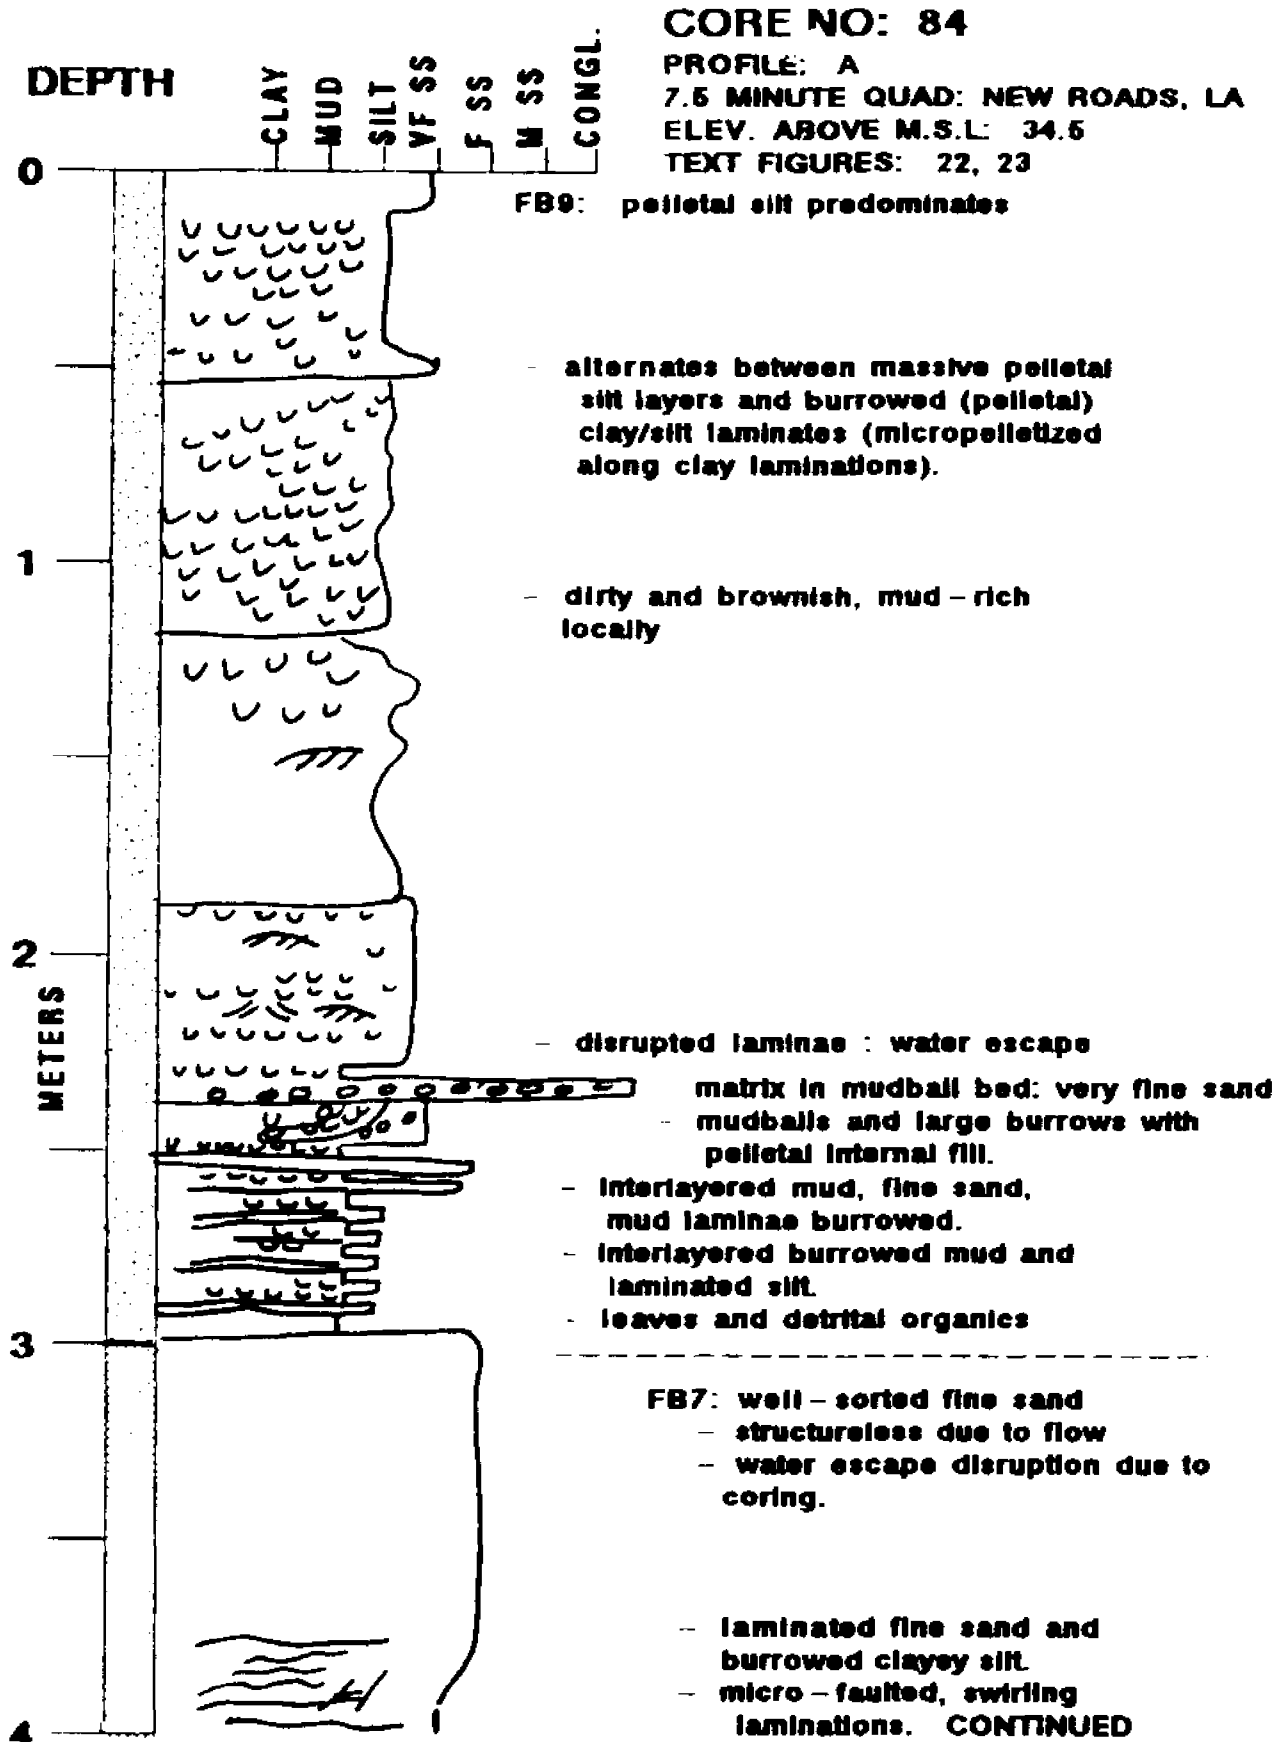 CORE NO: 84
PROFILE: A
7.5 MINUTE QUAD: NEW ROADS, LA
ELEV. ABOVE M.S.L: 34.5
TEXT FIGURES: 22, 23
DEPTH
CLAY
MUD
SILT
VF SS
F SS
M SS
CONGL.
0
FB9: pelletal silt predominates
- alternates between massive pelletal
silt layers and burrowed (pelletal)
clay/silt laminates (micropelletized
along clay laminations).
1
- dirty and brownish, mud-rich
locally
2
METERS
- disrupted laminae : water escape
matrix in mudball bed: very fine sand
- mudballs and large burrows with
pelletal internal fill.
- interlayered mud, fine sand,
mud laminae burrowed.
- interlayered burrowed mud and
laminated silt.
- leaves and detrital organics
3
FB7: well-sorted fine sand
- structureless due to flow
- water escape disruption due to
coring.
- laminated fine sand and
burrowed clayey silt.
- micro-faulted, swirling
laminations. CONTINUED
4